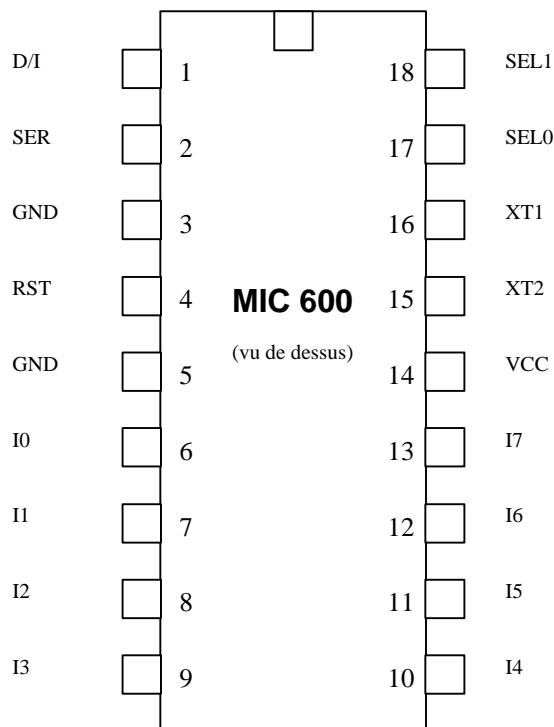 D/I 1 18 SEL1
SER 2 17 SEL0
GND 3 16 XT1
RST 4 MIC 600 15 XT2
(vu de dessus)
GND 5 14 VCC
I0 6 13 I7
I1 7 12 I6
I2 8 11 I5
I3 9 10 I4